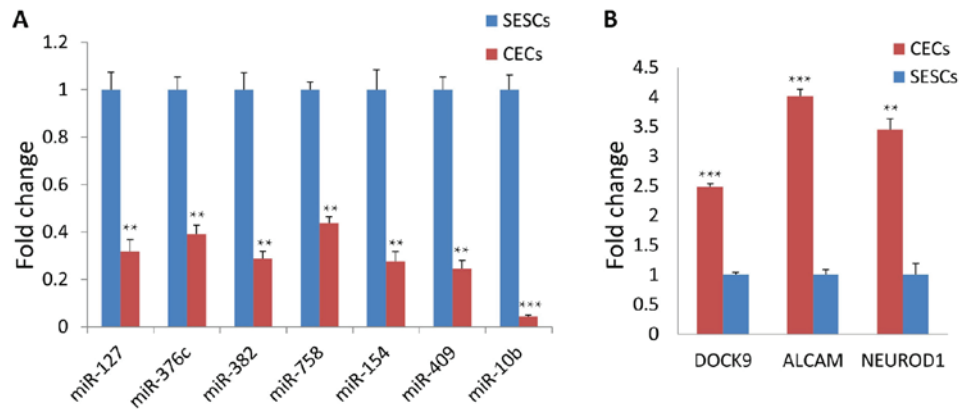 A
SESCs
CECs
Fold change
1.2
1
0.8
0.6
0.4
0.2
0
**
**
**
**
**
**
***
miR-127
miR-376c
miR-382
miR-758
miR-154
miR-409
miR-10b
B
CECs
SESCs
Fold change
4.5
4
3.5
3
2.5
2
1.5
1
0.5
0
***
***
**
DOCK9
ALCAM
NEUROD1